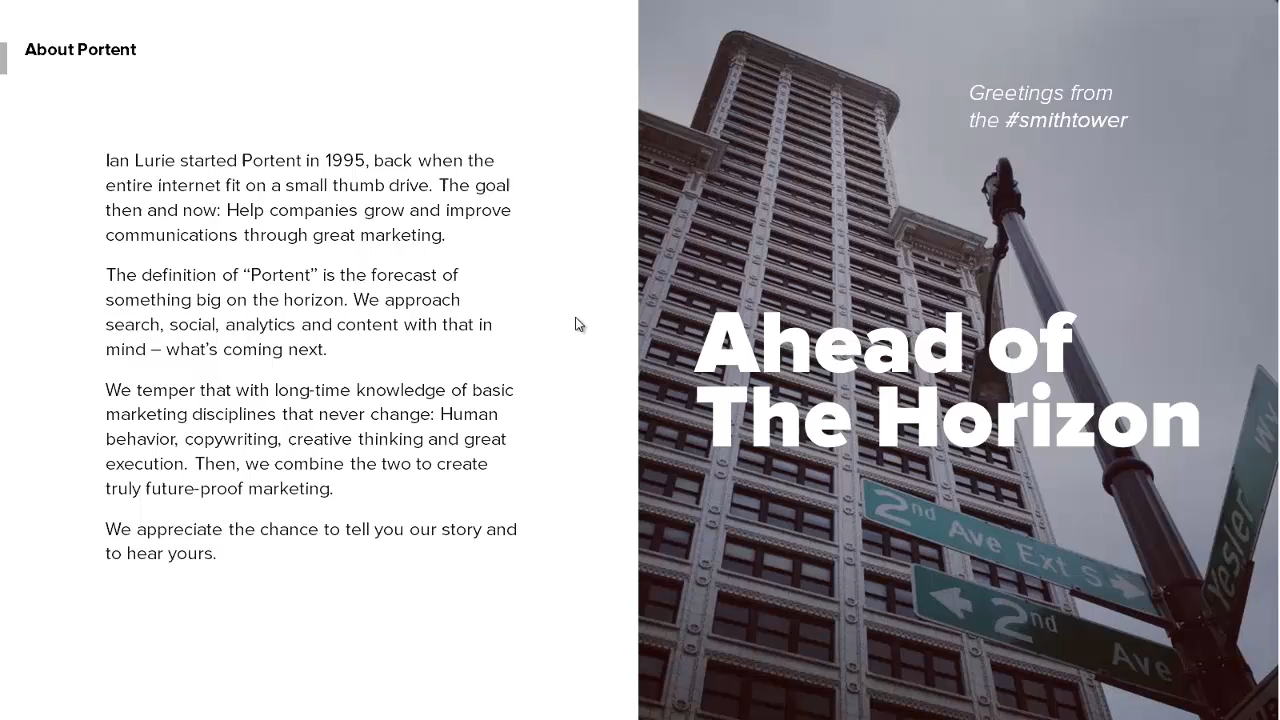 About Portent
Ian Lurie started Portent in 1995, back when the
entire internet fit on a small thumb drive. The goal
then and now: Help companies grow and improve
communications through great marketing.
The definition of “Portent” is the forecast of
something big on the horizon. We approach
search, social, analytics and content with that in
mind – what’s coming next.
We temper that with long-time knowledge of basic
marketing disciplines that never change: Human
behavior, copywriting, creative thinking and great
execution. Then, we combine the two to create
truly future-proof marketing.
We appreciate the chance to tell you our story and
to hear yours.
Greetings from
the #smithtower
Ahead of
The Horizon
2nd Ave Ext S
2nd Ave
Yesler Wy